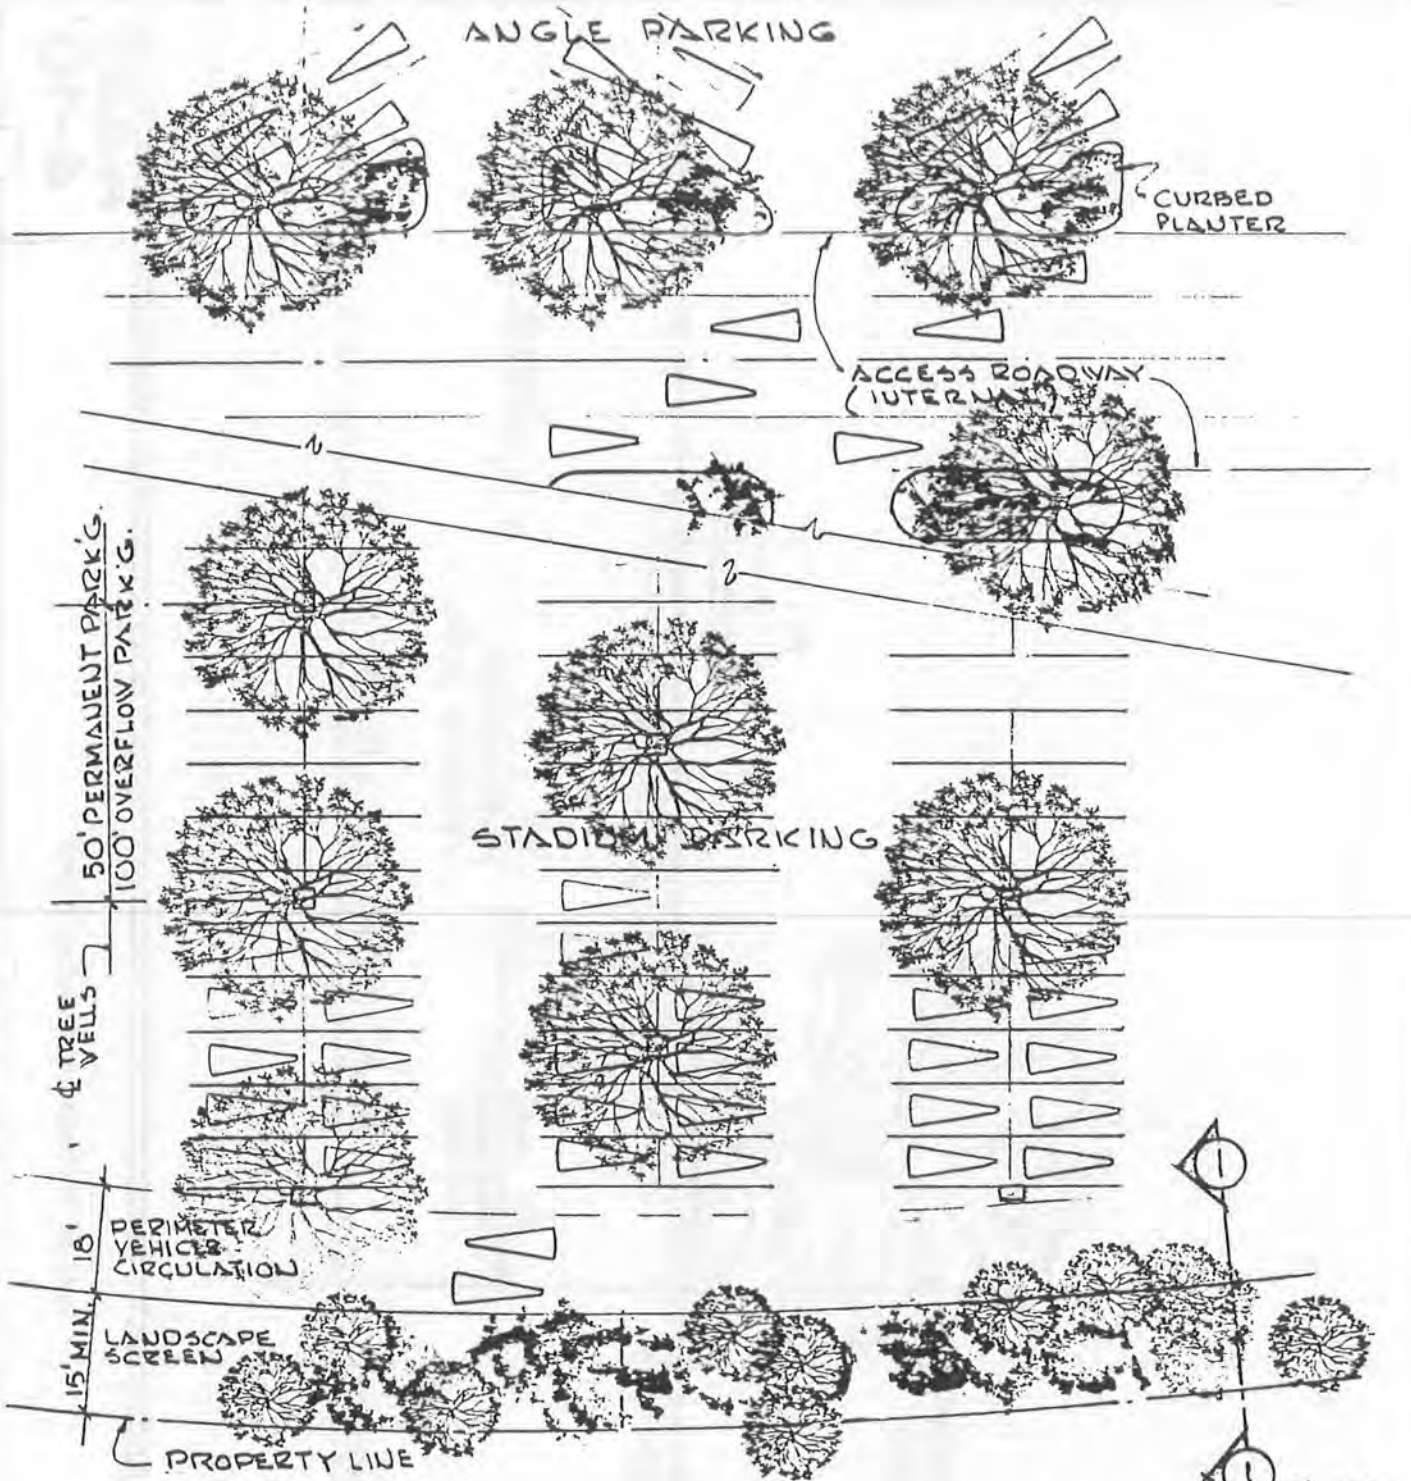 ANGLE PARKING
CURBED
PLANTER
ACCESS ROADWAY
(INTERNAL)
50' PERMANENT PARK'G.
100' OVERFLOW PARK'G.
STADIUM PARKING
℄ TREE
WELLS
18'
PERIMETER
VEHICLE
CIRCULATION
15' MIN.
LANDSCAPE
SCREEN
PROPERTY LINE
1
1